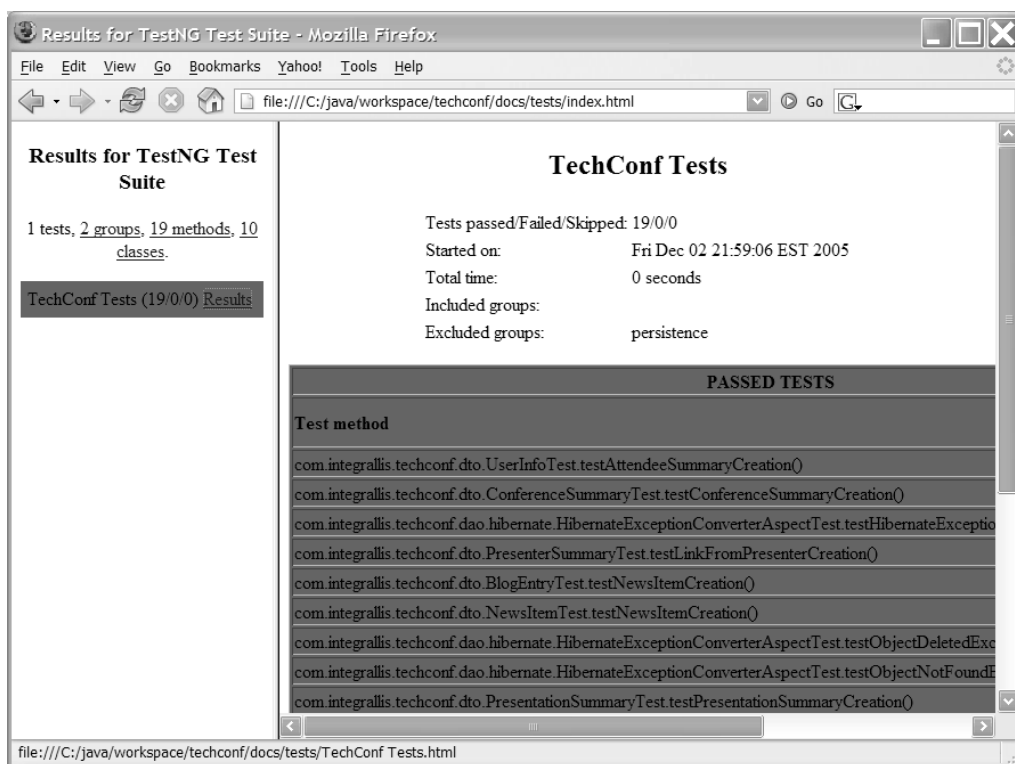 Results for TestNG Test Suite - Mozilla Firefox
File Edit View Go Bookmarks Yahoo! Tools Help
file:///C:/java/workspace/techconf/docs/tests/index.html Go G
Results for TestNG Test
Suite
1 tests, 2 groups, 19 methods, 10
classes.
TechConf Tests (19/0/0) Results
TechConf Tests
Tests passed/Failed/Skipped: 19/0/0
Started on: Fri Dec 02 21:59:06 EST 2005
Total time: 0 seconds
Included groups:
Excluded groups: persistence
PASSED TESTS
Test method
com.integrallis.techconf.dto.UserInfoTest.testAttendeeSummaryCreation()
com.integrallis.techconf.dto.ConferenceSummaryTest.testConferenceSummaryCreation()
com.integrallis.techconf.dao.hibernate.HibernateExceptionConverterAspectTest.testHibernateExceptio
com.integrallis.techconf.dto.PresenterSummaryTest.testLinkFromPresenterCreation()
com.integrallis.techconf.dto.BlogEntryTest.testNewsItemCreation()
com.integrallis.techconf.dto.NewsItemTest.testNewsItemCreation()
com.integrallis.techconf.dao.hibernate.HibernateExceptionConverterAspectTest.testObjectDeletedExc
com.integrallis.techconf.dao.hibernate.HibernateExceptionConverterAspectTest.testObjectNotFoundE
com.integrallis.techconf.dto.PresentationSummaryTest.testPresentationSummaryCreation()
file:///C:/java/workspace/techconf/docs/tests/TechConf Tests.html